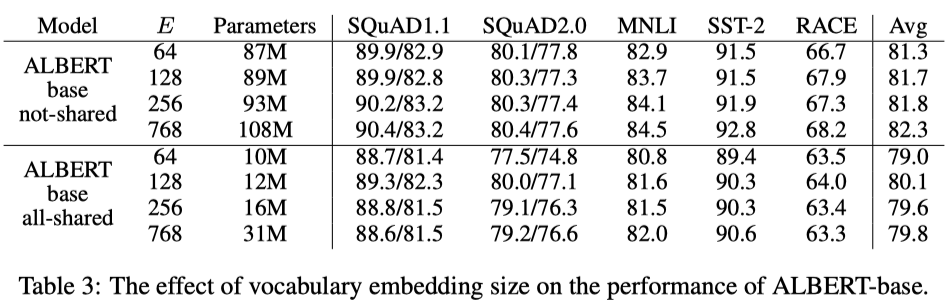 Model E Parameters SQuAD1.1 SQuAD2.0 MNLI SST-2 RACE Avg
ALBERT base not-shared
64 87M 89.9/82.9 80.1/77.8 82.9 91.5 66.7 81.3
128 89M 89.9/82.8 80.3/77.3 83.7 91.5 67.9 81.7
256 93M 90.2/83.2 80.3/77.4 84.1 91.9 67.3 81.8
768 108M 90.4/83.2 80.4/77.6 84.5 92.8 68.2 82.3
ALBERT base all-shared
64 10M 88.7/81.4 77.5/74.8 80.8 89.4 63.5 79.0
128 12M 89.3/82.3 80.0/77.1 81.6 90.3 64.0 80.1
256 16M 88.8/81.5 79.1/76.3 81.5 90.3 63.4 79.6
768 31M 88.6/81.5 79.2/76.6 82.0 90.6 63.3 79.8
Table 3: The effect of vocabulary embedding size on the performance of ALBERT-base.